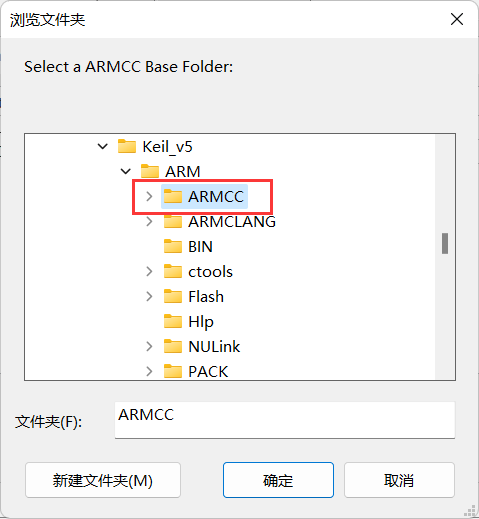 浏览文件夹
Select a ARMCC Base Folder:
Keil_v5
ARM
ARMCC
ARMCLANG
BIN
ctools
Flash
Hlp
NULink
PACK
文件夹(F):
ARMCC
新建文件夹(M)
确定
取消